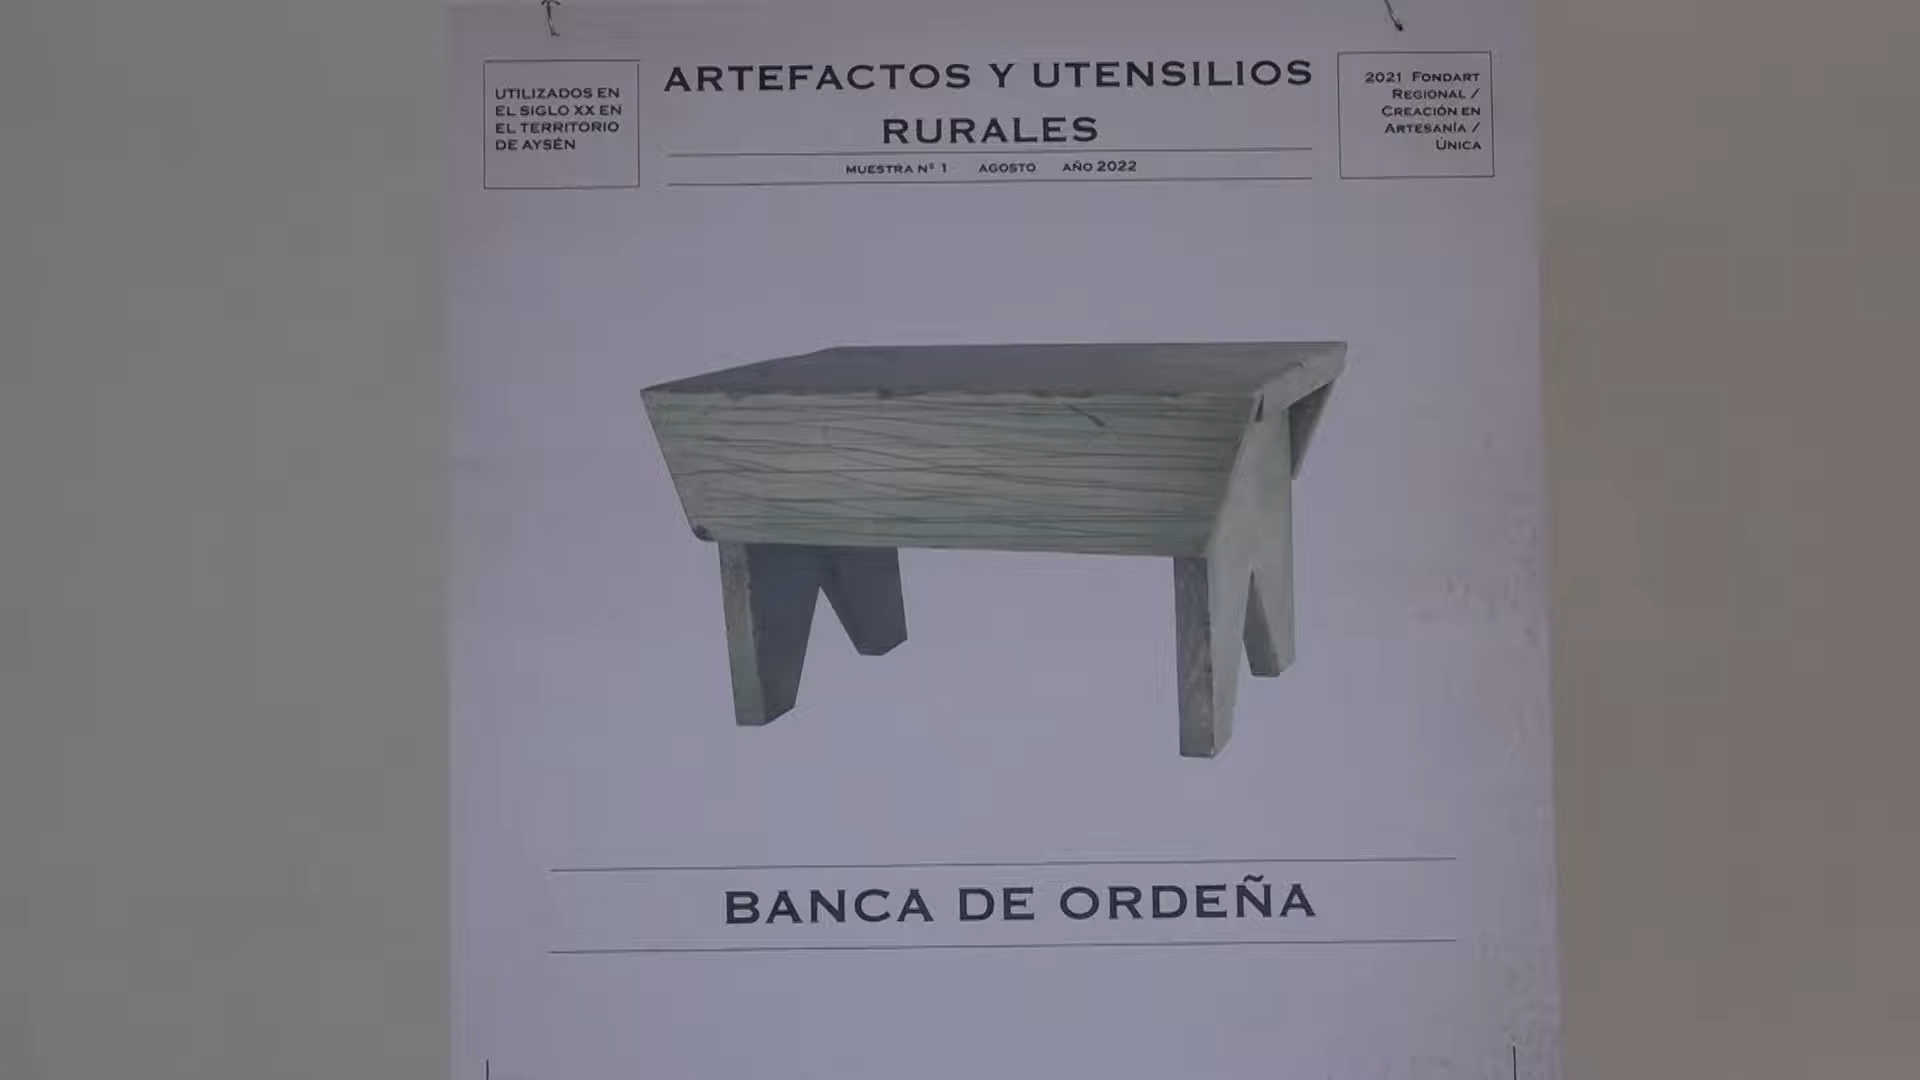 UTILIZADOS EN
EL SIGLO XX EN
EL TERRITORIO
DE AYSÉN
ARTEFACTOS Y UTENSILIOS
RURALES
MUESTRA Nº 1 AGOSTO AÑO 2022
2021 FONDART
REGIONAL /
CREACIÓN EN
ARTESANÍA /
ÚNICA
BANCA DE ORDEÑA